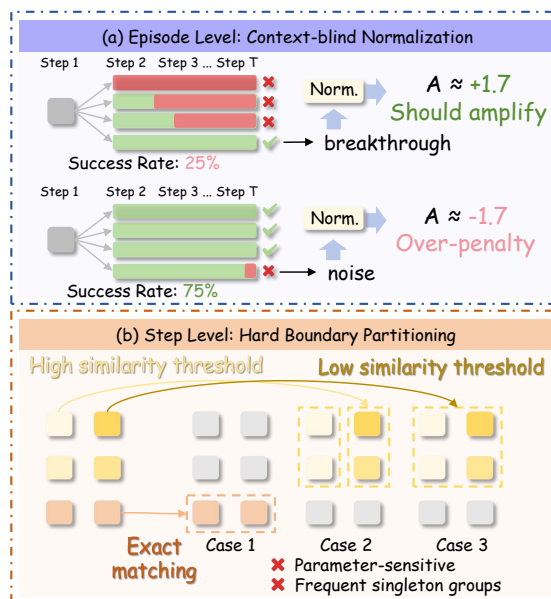 (a) Episode Level: Context-blind Normalization
Step 1 Step 2 Step 3 ... Step T
Norm.
A ≈ +1.7
Should amplify
breakthrough
Success Rate: 25%
Step 1 Step 2 Step 3 ... Step T
Norm.
A ≈ -1.7
Over-penalty
noise
Success Rate: 75%
(b) Step Level: Hard Boundary Partitioning
High similarity threshold
Low similarity threshold
Exact
matching
Case 1
Case 2
Case 3
Parameter-sensitive
Frequent singleton groups